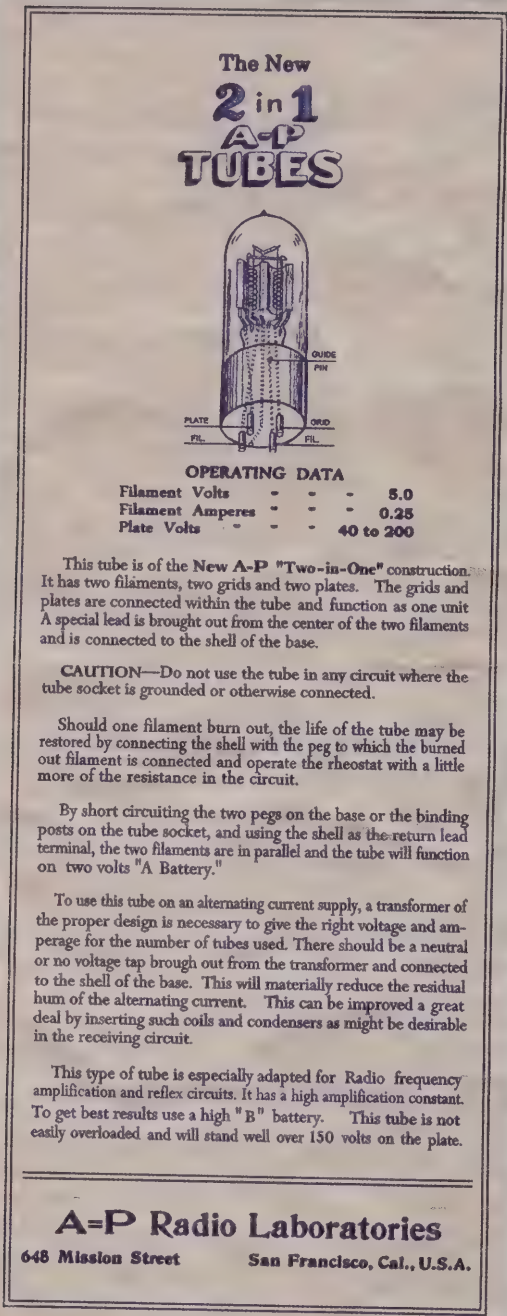 The New
2 in 1
A-P
TUBES
GUIDE
PIN
PLATE
GRID
FIL.
FIL.
OPERATING DATA
Filament Volts - - - 5.0
Filament Amperes - - - 0.25
Plate Volts - - - 40 to 200
This tube is of the New A-P "Two-in-One" construction.
It has two filaments, two grids and two plates. The grids and
plates are connected within the tube and function as one unit
A special lead is brought out from the center of the two filaments
and is connected to the shell of the base.
CAUTION—Do not use the tube in any circuit where the
tube socket is grounded or otherwise connected.
Should one filament burn out, the life of the tube may be
restored by connecting the shell with the peg to which the burned
out filament is connected and operate the rheostat with a little
more of the resistance in the circuit.
By short circuiting the two pegs on the base or the binding
posts on the tube socket, and using the shell as the return lead
terminal, the two filaments are in parallel and the tube will function
on two volts "A Battery."
To use this tube on an alternating current supply, a transformer of
the proper design is necessary to give the right voltage and am-
perage for the number of tubes used. There should be a neutral
or no voltage tap brough out from the transformer and connected
to the shell of the base. This will materially reduce the residual
hum of the alternating current. This can be improved a great
deal by inserting such coils and condensers as might be desirable
in the receiving circuit.
This type of tube is especially adapted for Radio frequency
amplification and reflex circuits. It has a high amplification constant.
To get best results use a high "B" battery. This tube is not
easily overloaded and will stand well over 150 volts on the plate.
A=P Radio Laboratories
648 Mission Street San Francisco, Cal., U.S.A.